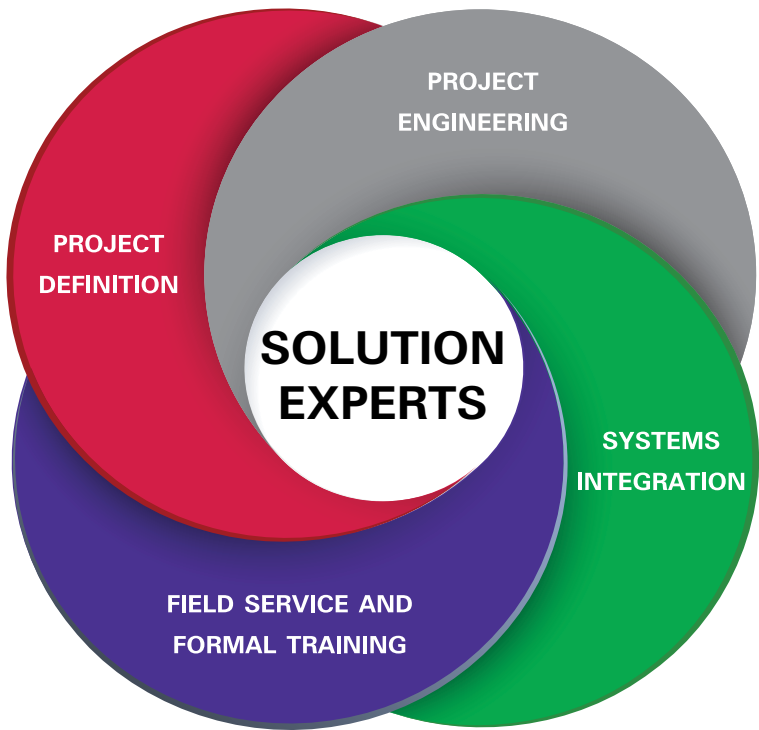 PROJECT
ENGINEERING
PROJECT
DEFINITION
SOLUTION
EXPERTS
SYSTEMS
INTEGRATION
FIELD SERVICE AND
FORMAL TRAINING